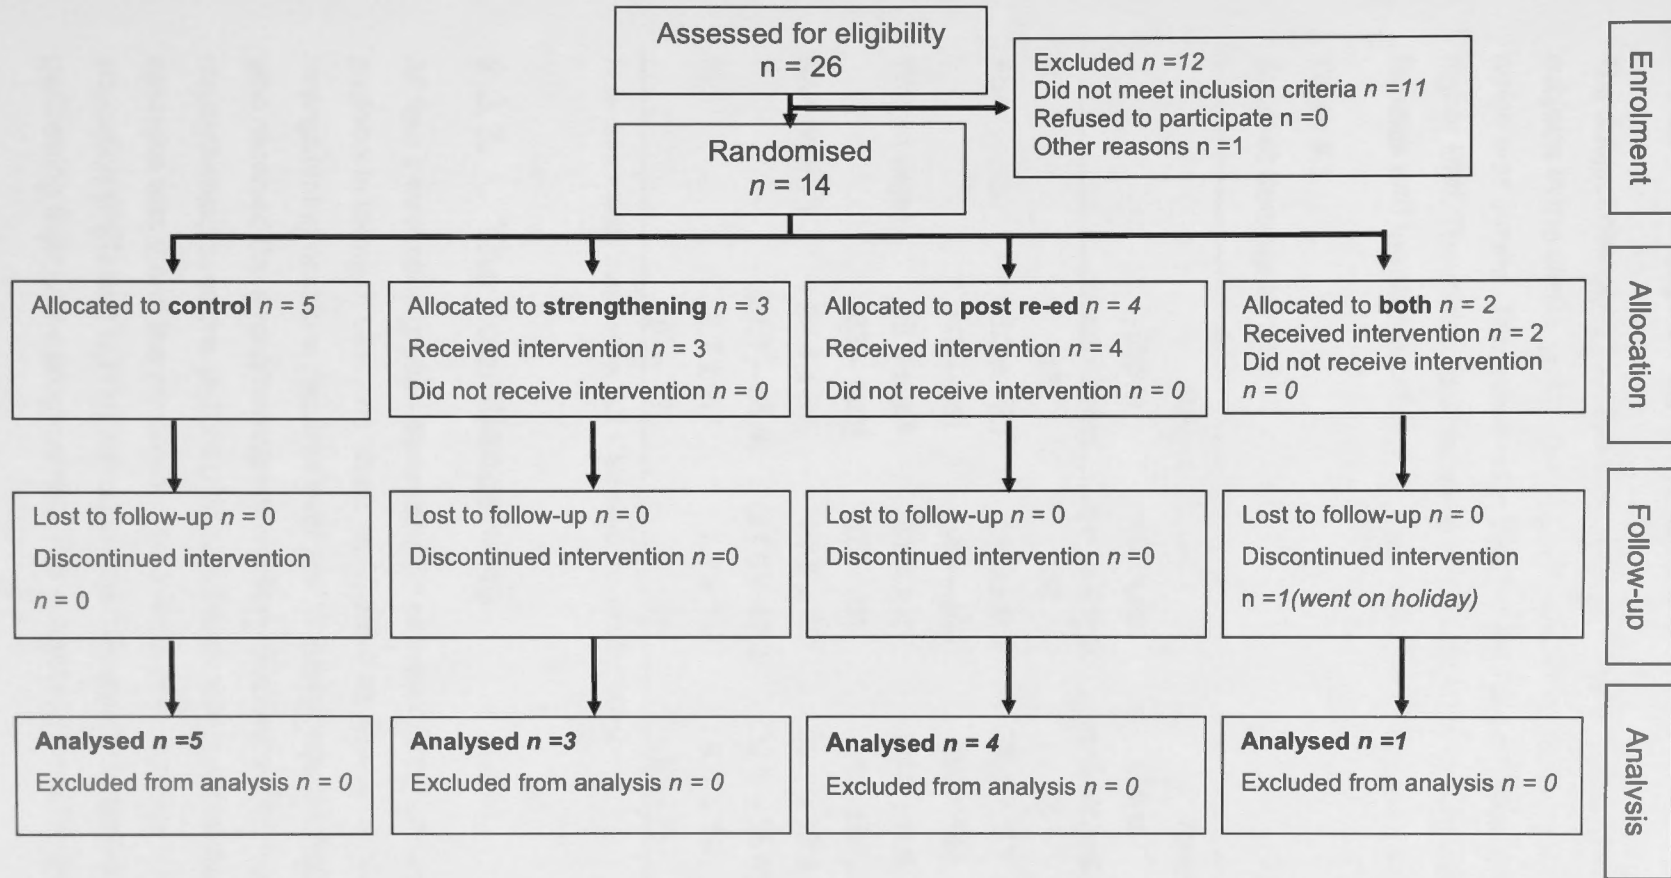 Assessed for eligibility
n = 26
Excluded n =12
Did not meet inclusion criteria n =11
Refused to participate n =0
Other reasons n =1
Randomised
n = 14
Enrolment
Allocated to control n = 5
Allocated to strengthening n = 3
Received intervention n = 3
Did not receive intervention n = 0
Allocated to post re-ed n = 4
Received intervention n = 4
Did not receive intervention n = 0
Allocated to both n = 2
Received intervention n = 2
Did not receive intervention
n = 0
Allocation
Lost to follow-up n = 0
Discontinued intervention
n = 0
Lost to follow-up n = 0
Discontinued intervention n =0
Lost to follow-up n = 0
Discontinued intervention n =0
Lost to follow-up n = 0
Discontinued intervention
n =1(went on holiday)
Follow-up
Analysed n =5
Excluded from analysis n = 0
Analysed n =3
Excluded from analysis n = 0
Analysed n = 4
Excluded from analysis n = 0
Analysed n =1
Excluded from analysis n = 0
Analysis